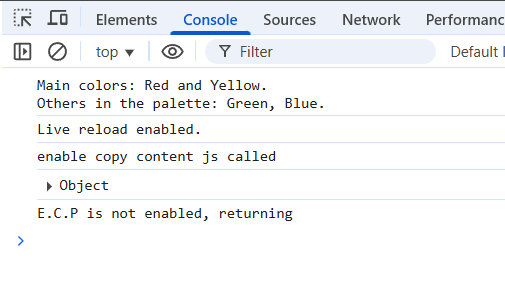 Elements Console Sources Network Performanc
top Filter Default
Main colors: Red and Yellow.
Others in the palette: Green, Blue.
Live reload enabled.
enable copy content js called
Object
E.C.P is not enabled, returning